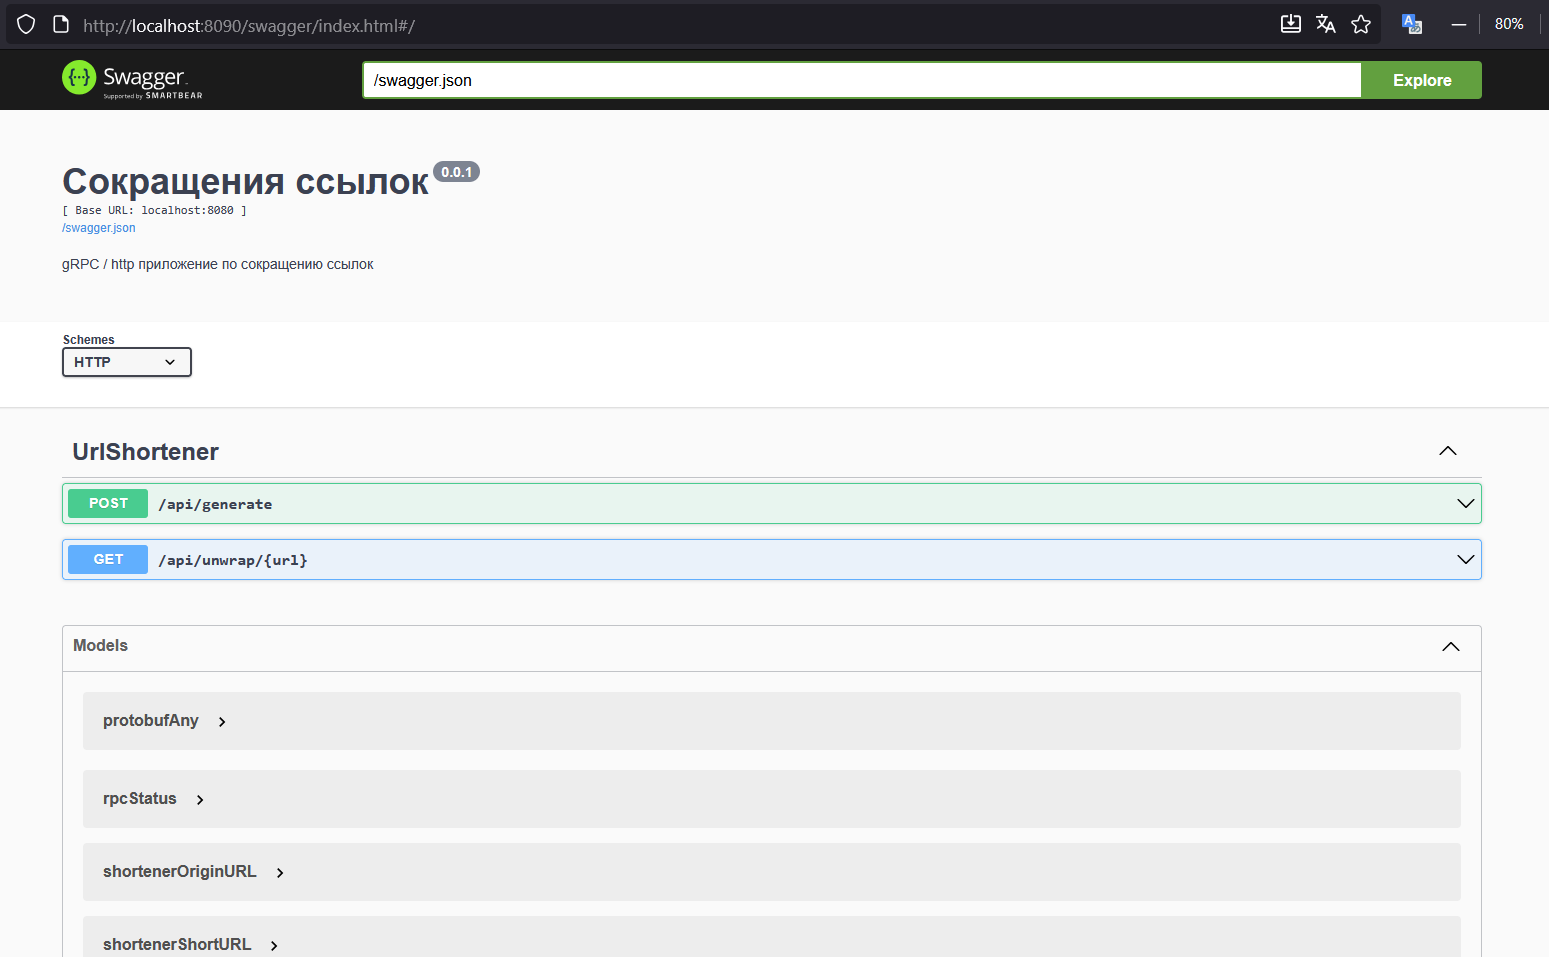 http://localhost:8090/swagger/index.html#/
80%
Swagger.
Supported by SMARTBEAR
/swagger.json
Explore
Сокращения ссылок 0.0.1
[ Base URL: localhost:8080 ]
/swagger.json
gRPC / http приложение по сокращению ссылок
Schemes
HTTP
UrlShortener
POST /api/generate
GET /api/unwrap/{url}
Models
protobufAny
rpcStatus
shortenerOriginURL
shortenerShortURL